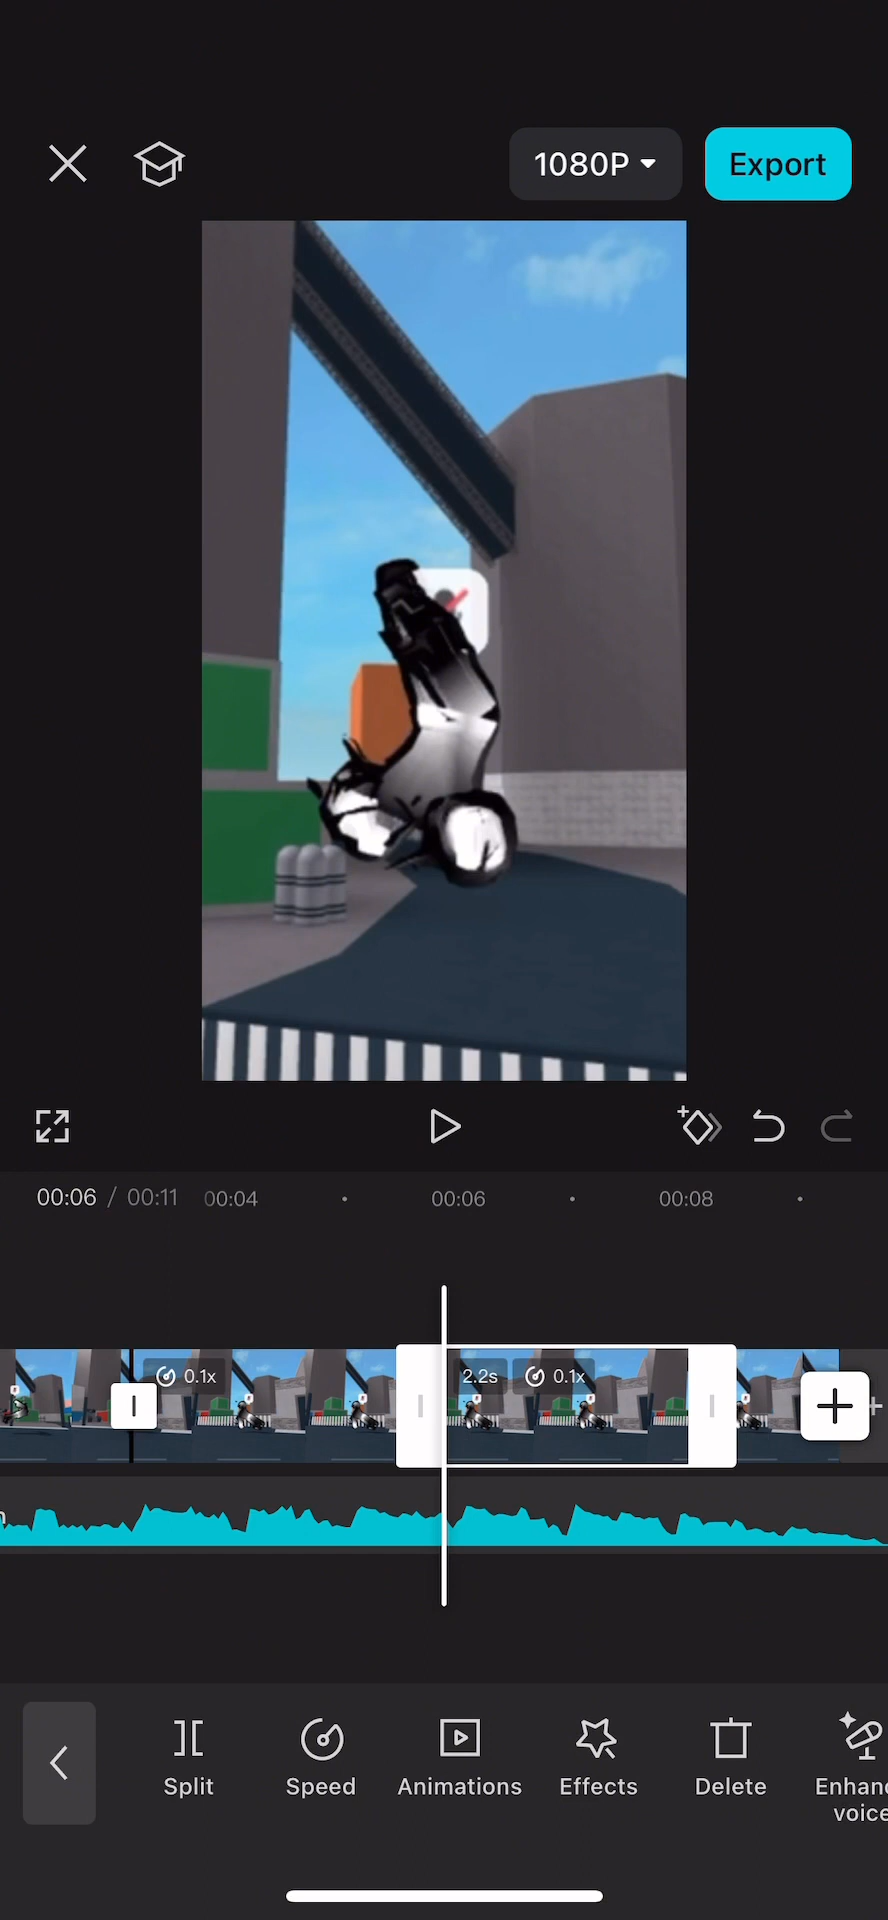 1080P
Export
00:06 / 00:11 00:04 00:06 00:08
0.1x 2.2s 0.1x
Split Speed Animations Effects Delete Enhanc
voice